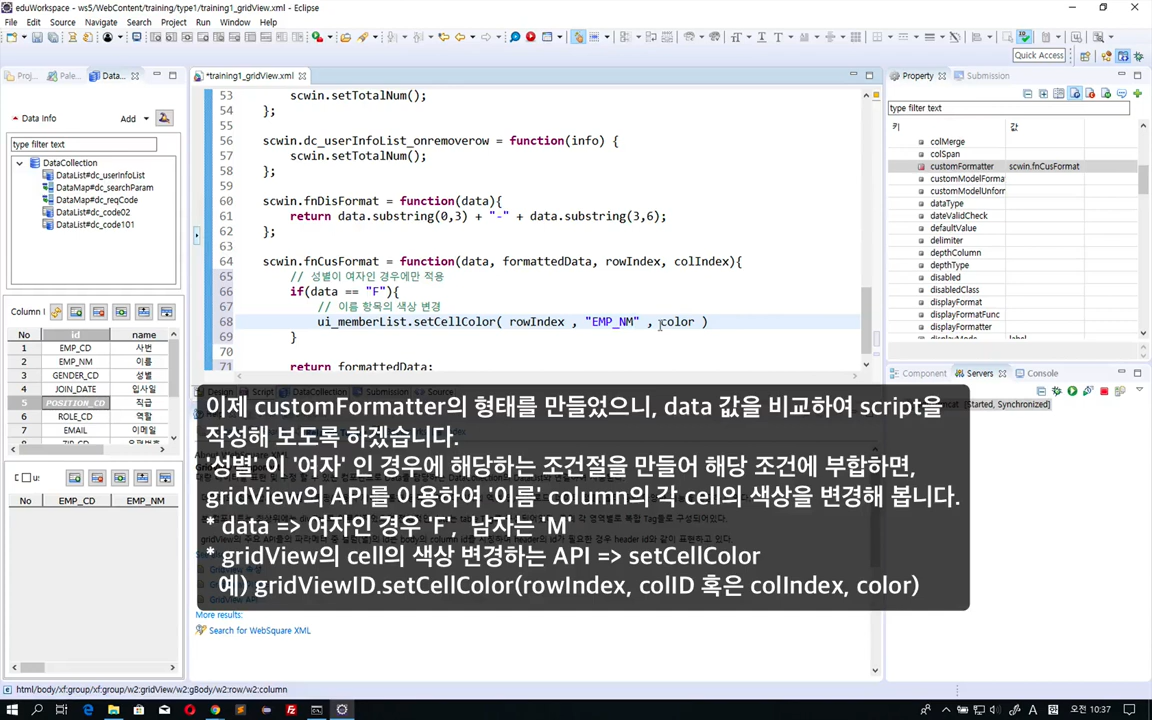 eduWorkspace - ws5/WebContent/training/type1/training1_gridView.xml - Eclipse
File Edit Source Navigate Search Project Run Window Help
Quick Access
Proj...
Pale...
Data...
*training1_gridView.xml
Property
Submission
Data Info
Add
type filter text
DataCollection
DataList#dc_userInfoList
DataMap#dc_searchParam
DataMap#dc_reqCode
DataList#dc_code02
DataList#dc_code101
Column I
No id name
1 EMP_CD 사번
2 EMP_NM 이름
3 GENDER_CD 성별
4 JOIN_DATE 입사일
5 POSITION_CD 직급
6 ROLE_CD 역할
7 EMAIL 이메일
No EMP_CD EMP_NM
53 scwin.setTotalNum();
54 };
55
56 scwin.dc_userInfoList_onremoverow = function(info) {
57 scwin.setTotalNum();
58 };
59
60 scwin.fnDisFormat = function(data){
61 return data.substring(0,3) + "-" + data.substring(3,6);
62 };
63
64 scwin.fnCusFormat = function(data, formattedData, rowIndex, colIndex){
65 // 성별이 여자인 경우에만 적용
66 if(data == "F"){
67 // 이름 항목의 색상 변경
68 ui_memberList.setCellColor( rowIndex , "EMP_NM" , color )
69 }
70
71 return formattedData;
이제 customFormatter의 형태를 만들었으니, data 값을 비교하여 script을
작성해 보도록 하겠습니다.
'성별' 이 '여자' 인 경우에 해당하는 조건절을 만들어 해당 조건에 부합하면,
gridView의 API를 이용하여 '이름' column의 각 cell의 색상을 변경해 봅니다.
* data => 여자인 경우 'F', 남자는 'M'
* gridView의 cell의 색상 변경하는 API => setCellColor
예) gridViewID.setCellColor(rowIndex, colID 혹은 colIndex, color)
More results:
Search for WebSquare XML
type filter text
키 값
colMerge
colSpan
customFormatter scwin.fnCusFormat
customModelForma
customModelUnform
dataType
dateValidCheck
defaultValue
delimiter
depthColumn
depthType
disabled
disabledClass
displayFormat
displayFormatter
displayMode label
Component
Servers
Console
[Started, Synchronized]
html/body/xf:group/xf:group/w2:gridView/w2:gBody/w2:row/w2:column
A
오전 10:37